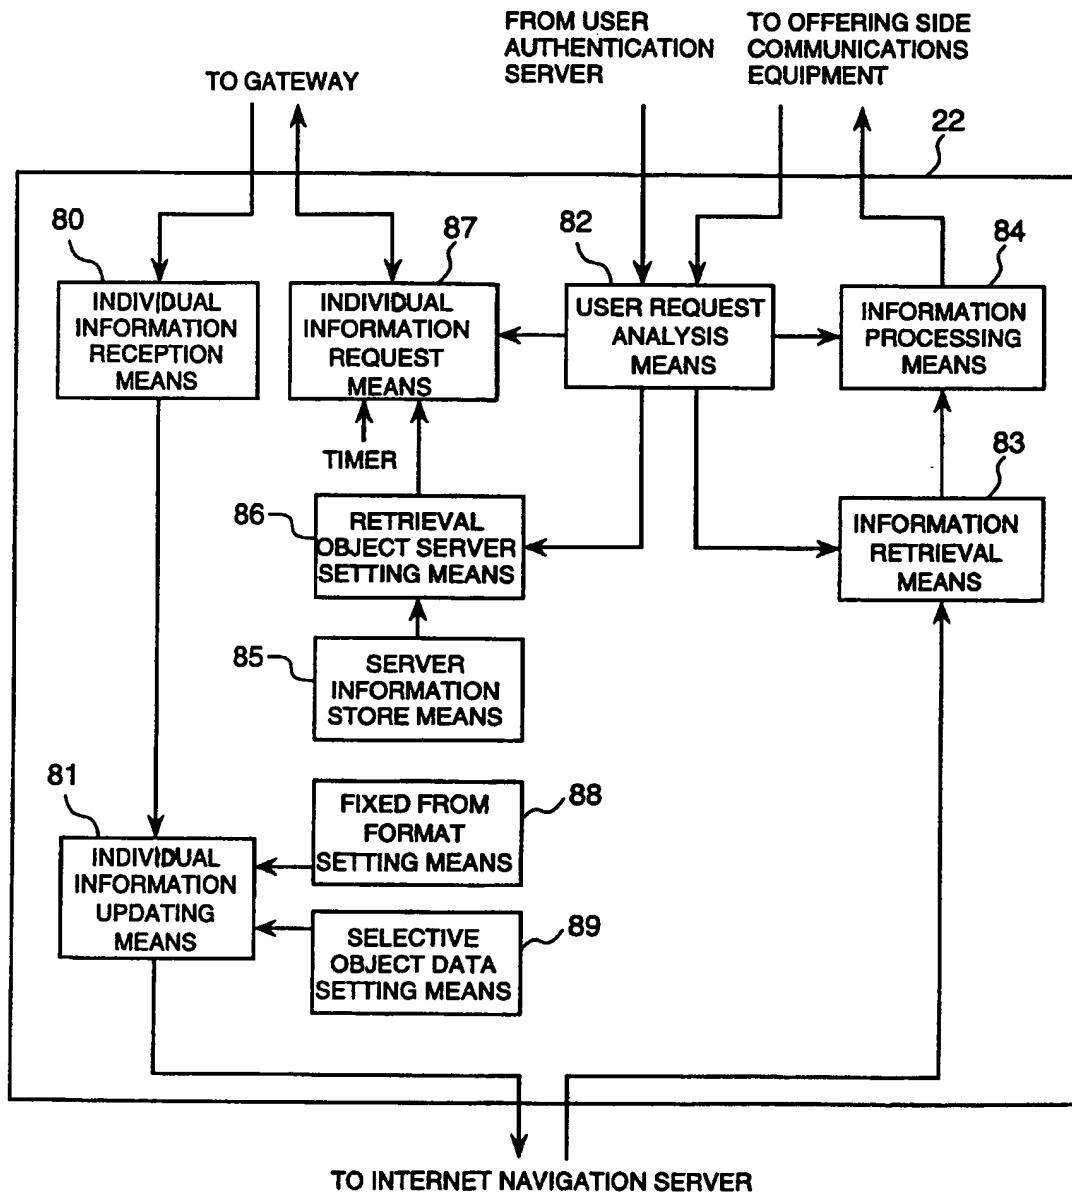 FROM USER
AUTHENTICATION
SERVER
TO OFFERING SIDE
COMMUNICATIONS
EQUIPMENT
TO GATEWAY
22
80
INDIVIDUAL
INFORMATION
RECEPTION
MEANS
87
INDIVIDUAL
INFORMATION
REQUEST
MEANS
82
USER REQUEST
ANALYSIS
MEANS
84
INFORMATION
PROCESSING
MEANS
TIMER
86
RETRIEVAL
OBJECT SERVER
SETTING MEANS
83
INFORMATION
RETRIEVAL
MEANS
85
SERVER
INFORMATION
STORE MEANS
81
INDIVIDUAL
INFORMATION
UPDATING
MEANS
88
FIXED FROM
FORMAT
SETTING MEANS
89
SELECTIVE
OBJECT DATA
SETTING MEANS
TO INTERNET NAVIGATION SERVER